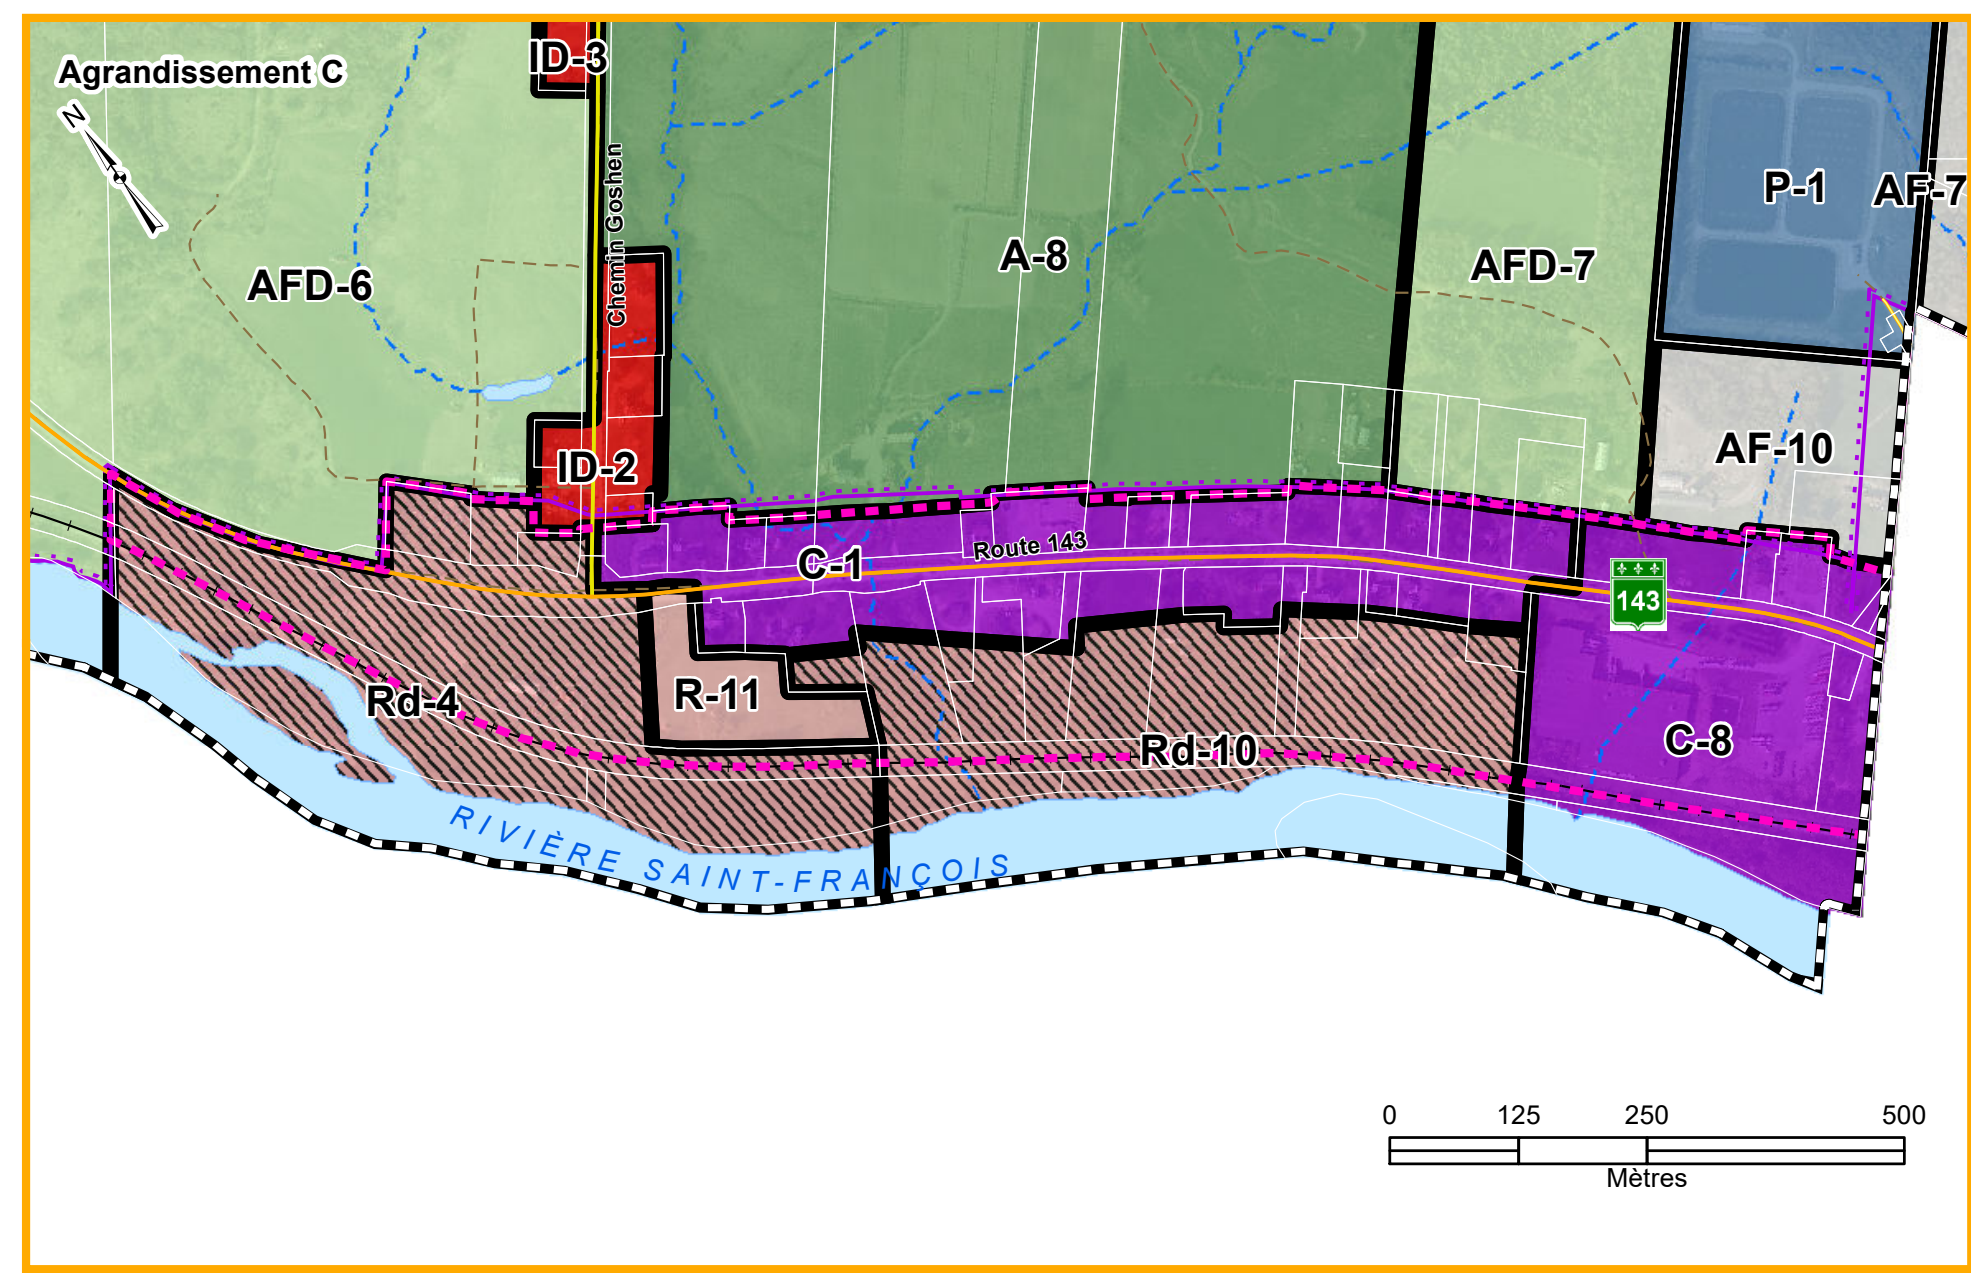 Agrandissement C
N
ID-3
Chemin Goshen
P-1
AF-7
A-8
AFD-7
AFD-6
ID-2
AF-10
Route 143
C-1
143
R-11
Rd-4
C-8
Rd-10
RIVIÈRE SAINT-FRANÇOIS
0 125 250 500
Mètres